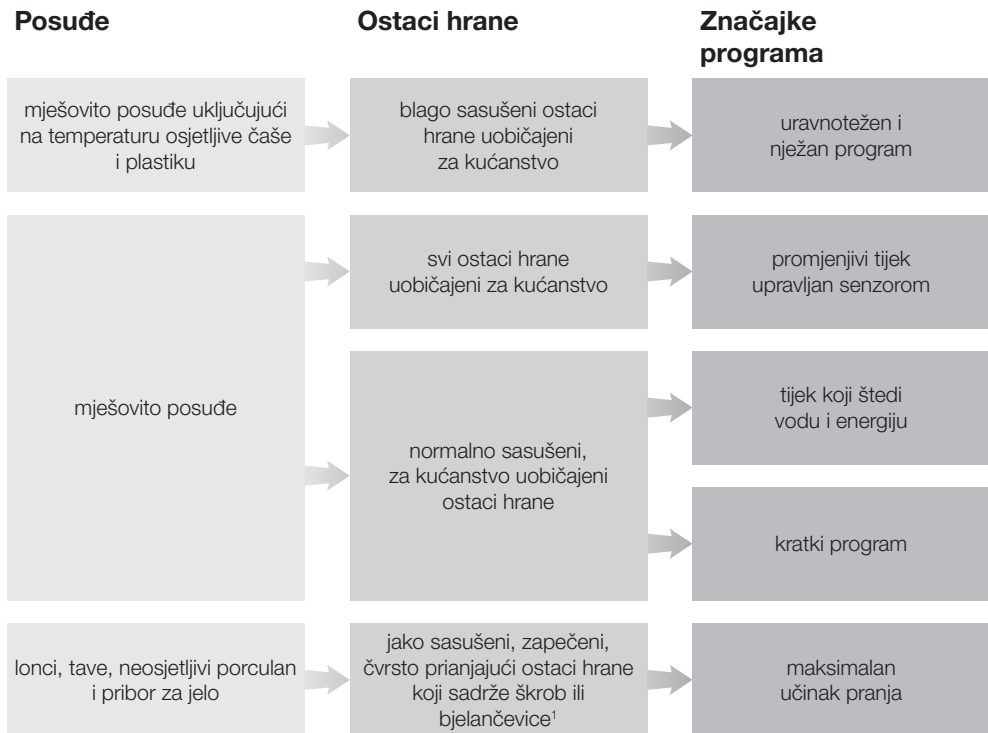 Posuđe
Ostaci hrane
Značajke
programa
mješovito posuđe uključujući
na temperaturu osjetljive čaše
i plastiku
blago sasušeni ostaci
hrane uobičajeni
za kućanstvo
uravnotežen i
nježan program
mješovito posuđe
svi ostaci hrane
uobičajeni za kućanstvo
promjenjivi tijek
upravljan senzorom
normalno sasušeni,
za kućanstvo uobičajeni
ostaci hrane
tijek koji štedi
vodu i energiju
kratki program
lonci, tave, neosjetljivi porculan
i pribor za jelo
jako sasušeni, zapečeni,
čvrsto prianjajući ostaci hrane
koji sadrže škrob ili
bjelančevice¹
maksimalan
učinak pranja